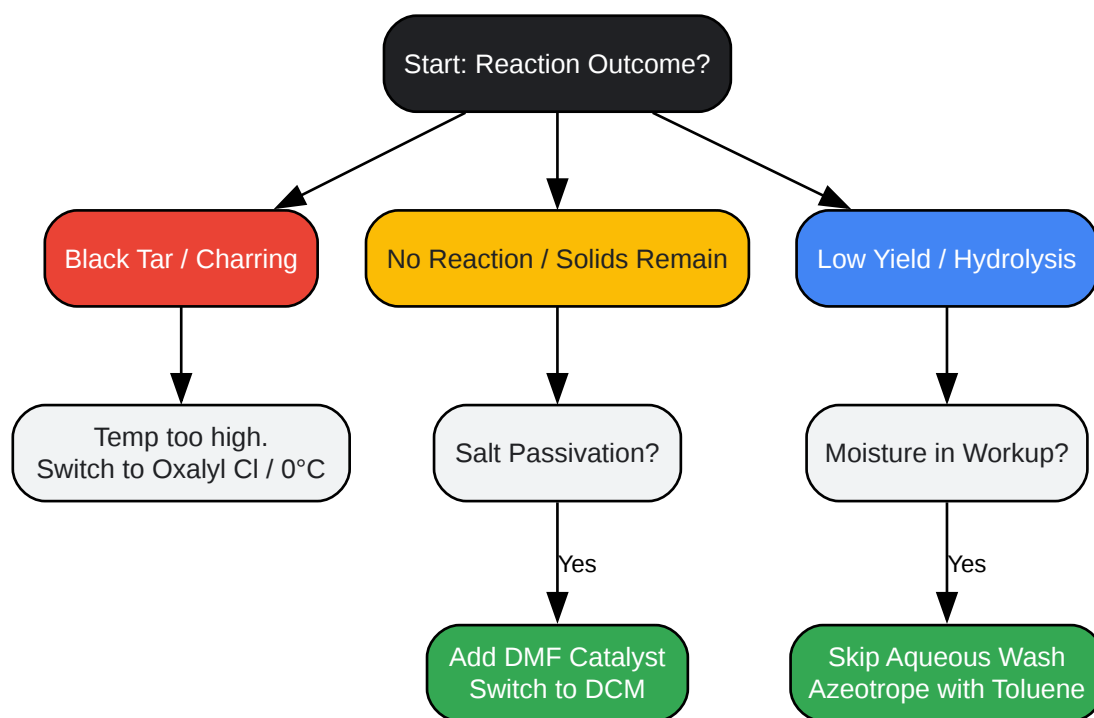 Start: Reaction Outcome?
Black Tar / Charring
No Reaction / Solids Remain
Low Yield / Hydrolysis
Temp too high.
Switch to Oxalyl Cl / 0°C
Salt Passivation?
Moisture in Workup?
Yes
Yes
Add DMF Catalyst
Switch to DCM
Skip Aqueous Wash
Azeotrope with Toluene